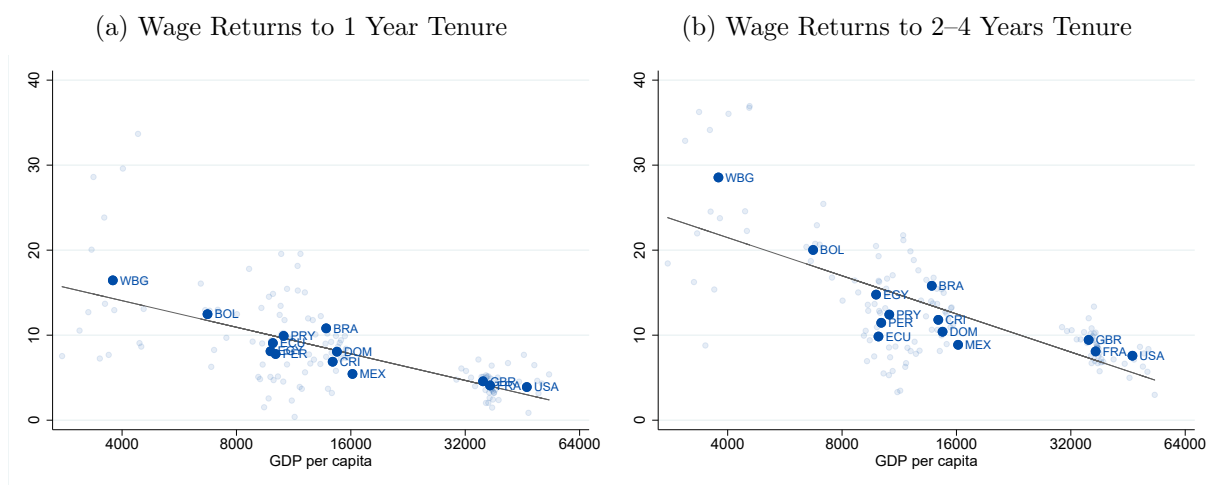 (a) Wage Returns to 1 Year Tenure
40
30
20
10
0
WBG
BOL
BRA
PRY
ECU
EGY
PER
DOM
CRI
MEX
GBR
FRA
USA
4000 8000 16000 32000 64000
GDP per capita
(b) Wage Returns to 2–4 Years Tenure
40
30
20
10
0
WBG
BOL
BRA
EGY
PRY
CRI
PER
DOM
ECU
MEX
GBR
FRA
USA
4000 8000 16000 32000 64000
GDP per capita